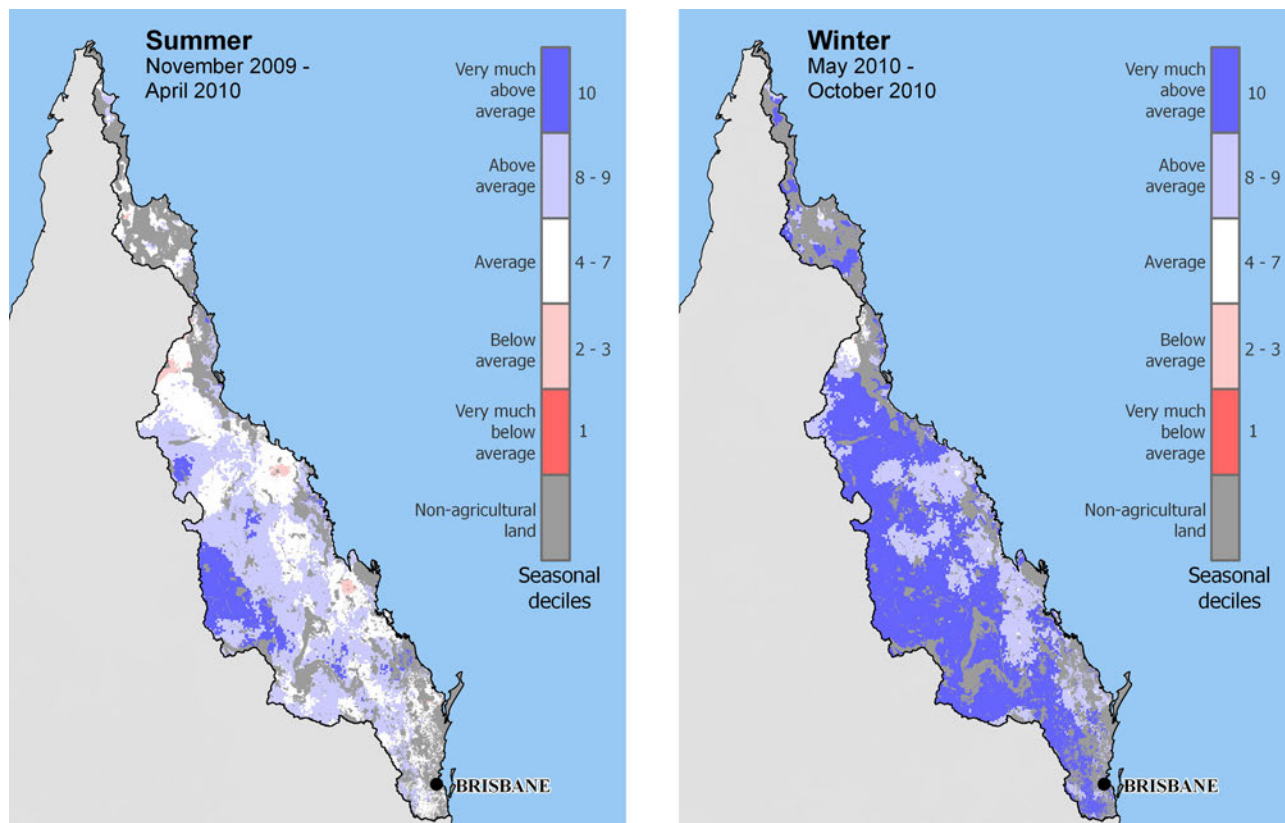 Summer
November 2009 -
April 2010
Very much
above
average
10
Above
average
8 - 9
Average
4 - 7
Below
average
2 - 3
Very much
below
average
1
Non-agricultural
land
Seasonal
deciles
BRISBANE
Winter
May 2010 -
October 2010
Very much
above
average
10
Above
average
8 - 9
Average
4 - 7
Below
average
2 - 3
Very much
below
average
1
Non-agricultural
land
Seasonal
deciles
BRISBANE